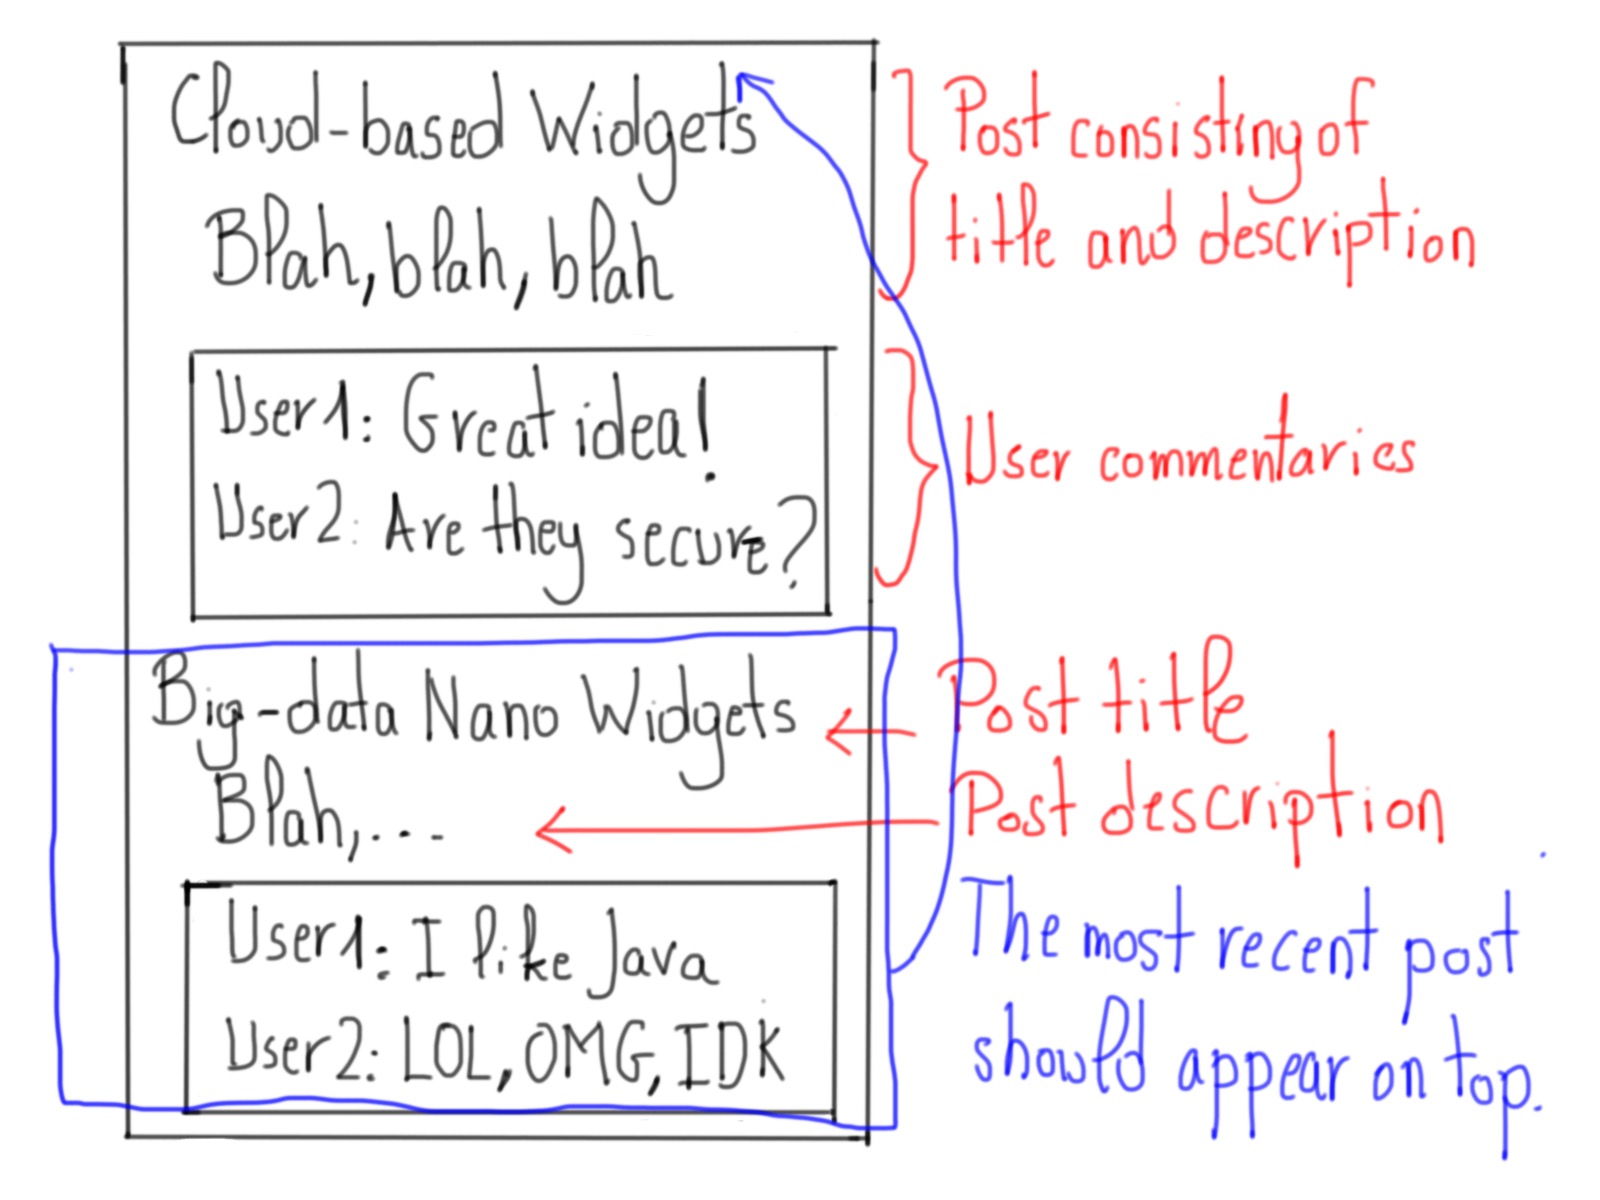 Cloud-based Widgets
Blah, blah, blah
User1: Great idea!
User2: Are they secure?
Big-data Nano Widgets
Blah,...
User1: I like Java
User2: LOL, OMG, IDK
Post consisting of
title and description
User commentaries
Post title
Post description
The most recent post
should appear on top.